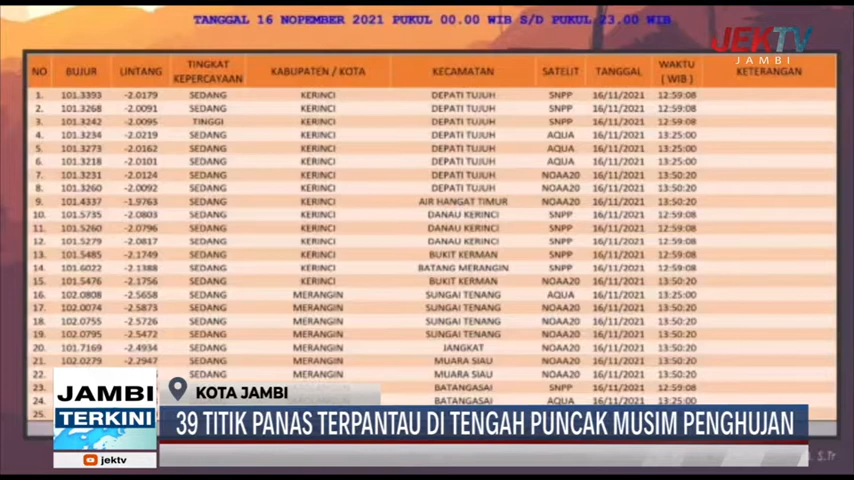 TANGGAL 16 NOPEMBER 2021 PUKUL 00.00 WIB S/D PUKUL 23.00 WIB
JEKTV
JAMBI
NO BUJUR LINTANG TINGKAT KEPERCAYAAN KABUPATEN / KOTA KECAMATAN SATELIT TANGGAL WAKTU ( WIB ) KETERANGAN
1. 101.3393 -2.0179 SEDANG KERINCI DEPATI TUJUH SNPP 16/11/2021 12:59:08
2. 101.3268 -2.0091 SEDANG KERINCI DEPATI TUJUH SNPP 16/11/2021 12:59:08
3. 101.3242 -2.0095 TINGGI KERINCI DEPATI TUJUH SNPP 16/11/2021 12:59:08
4. 101.3234 -2.0219 SEDANG KERINCI DEPATI TUJUH AQUA 16/11/2021 13:25:00
5. 101.3273 -2.0162 SEDANG KERINCI DEPATI TUJUH AQUA 16/11/2021 13:25:00
6. 101.3218 -2.0101 SEDANG KERINCI DEPATI TUJUH AQUA 16/11/2021 13:25:00
7. 101.3231 -2.0124 SEDANG KERINCI DEPATI TUJUH NOAA20 16/11/2021 13:50:20
8. 101.3260 -2.0092 SEDANG KERINCI DEPATI TUJUH NOAA20 16/11/2021 13:50:20
9. 101.4337 -1.9763 SEDANG KERINCI AIR HANGAT TIMUR NOAA20 16/11/2021 13:50:20
10. 101.5735 -2.0803 SEDANG KERINCI DANAU KERINCI SNPP 16/11/2021 12:59:08
11. 101.5260 -2.0796 SEDANG KERINCI DANAU KERINCI SNPP 16/11/2021 12:59:08
12. 101.5279 -2.0817 SEDANG KERINCI DANAU KERINCI SNPP 16/11/2021 12:59:08
13. 101.5485 -2.1749 SEDANG KERINCI BUKIT KERMAN SNPP 16/11/2021 12:59:08
14. 101.6022 -2.1388 SEDANG KERINCI BATANG MERANGIN SNPP 16/11/2021 12:59:08
15. 101.5476 -2.1756 SEDANG KERINCI BUKIT KERMAN NOAA20 16/11/2021 13:50:20
16. 102.0808 -2.5658 SEDANG MERANGIN SUNGAI TENANG AQUA 16/11/2021 13:25:00
17. 102.0074 -2.5873 SEDANG MERANGIN SUNGAI TENANG NOAA20 16/11/2021 13:50:20
18. 102.0755 -2.5726 SEDANG MERANGIN SUNGAI TENANG NOAA20 16/11/2021 13:50:20
19. 102.0795 -2.5472 SEDANG MERANGIN SUNGAI TENANG NOAA20 16/11/2021 13:50:20
20. 101.7169 -2.4934 SEDANG MERANGIN JANGKAT NOAA20 16/11/2021 13:50:20
21. 102.0279 -2.2947 SEDANG MERANGIN MUARA SIAU NOAA20 16/11/2021 13:50:20
22. SEDANG MERANGIN MUARA SIAU NOAA20 16/11/2021 13:50:20
23. BATANGASAI SNPP 16/11/2021 12:59:08
24. BATANGASAI AQUA 16/11/2021 13:25:00
25.
JAMBI
TERKINI
jektv
KOTA JAMBI
39 TITIK PANAS TERPANTAU DI TENGAH PUNCAK MUSIM PENGHUJAN